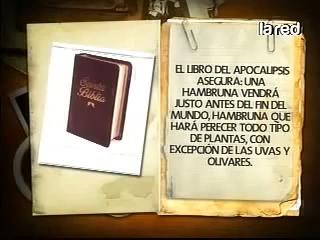 lared
Santa
Biblia
EL LIBRO DEL APOCALIPSIS
ASEGURA: UNA
HAMBRUNA VENDRÁ
JUSTO ANTES DEL FIN DEL
MUNDO, HAMBRUNA QUE
HARÁ PERECER TODO TIPO
DE PLANTAS, CON
EXCEPCIÓN DE LAS UVAS Y
OLIVARES.